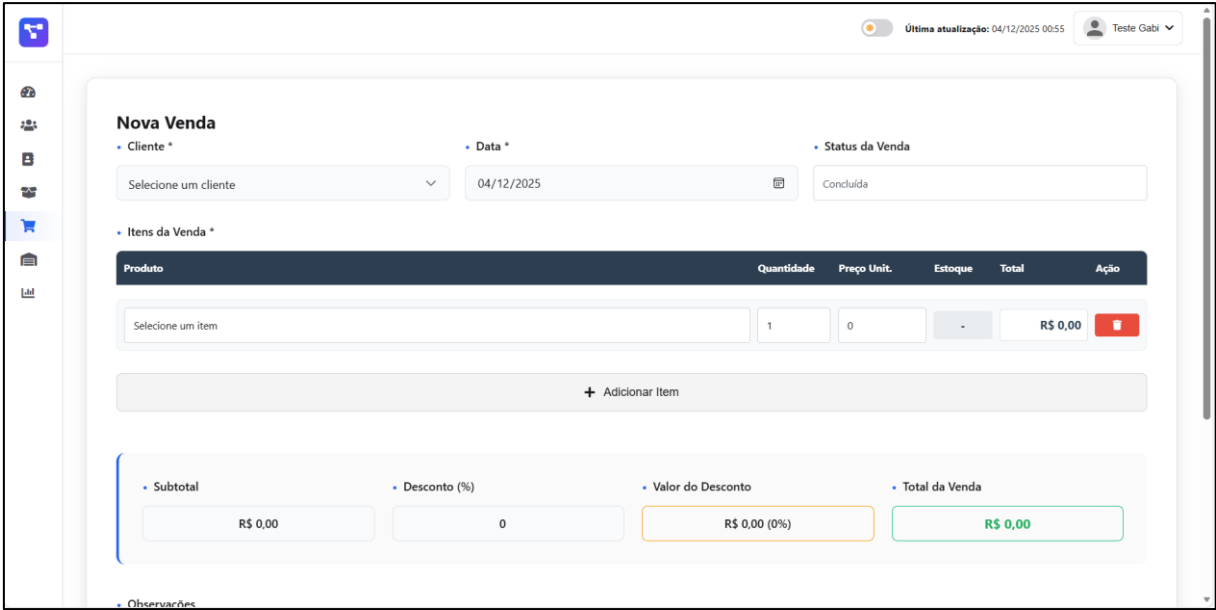 Última atualização: 04/12/2025 00:55 Teste Gabi
Nova Venda
• Cliente * • Data * • Status da Venda
Selecione um cliente 04/12/2025 Concluída
• Itens da Venda *
Produto Quantidade Preço Unit. Estoque Total Ação
Selecione um item 1 0 - R$ 0,00
+ Adicionar Item
• Subtotal • Desconto (%) • Valor do Desconto • Total da Venda
R$ 0,00 0 R$ 0,00 (0%) R$ 0,00
• Observações